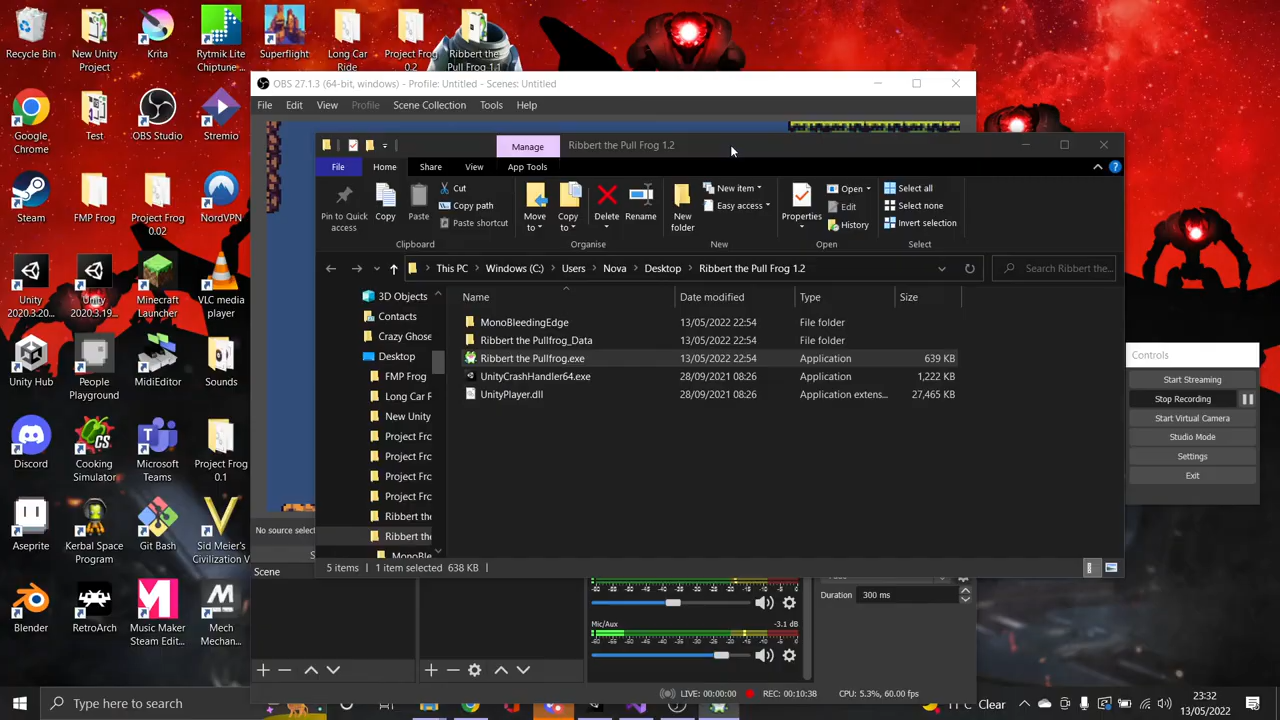 Recycle Bin
New Unity Project
Krita
Rytmik Lite Chiptune...
Superflight
Long Car Ride
Project Frog 0.2
Ribbert the Pull Frog 1.1
Google Chrome
Test
OBS Studio
Stremio
Steam
FMP Frog
Project Frog 0.02
NordVPN
Unity 2020.3.20...
Unity 2020.3.19...
Minecraft Launcher
VLC media player
Unity Hub
People Playground
MidiEditor
Sounds
Discord
Cooking Simulator
Microsoft Teams
Project Frog 0.1
Aseprite
Kerbal Space Program
Git Bash
Sid Meier's Civilization V
Blender
RetroArch
Music Maker Steam Edit...
Mech Mechan...
OBS 27.1.3 (64-bit, windows) - Profile: Untitled - Scenes: Untitled
File Edit View Profile Scene Collection Tools Help
Manage Ribbert the Pull Frog 1.2
File Home Share View App Tools
Pin to Quick access
Copy
Paste
Cut
Copy path
Paste shortcut
Clipboard
Move to
Copy to
Delete
Rename
Organise
New folder
New item
Easy access
New
Properties
Open
Edit
History
Open
Select all
Select none
Invert selection
Select
This PC Windows (C:) Users Nova Desktop Ribbert the Pull Frog 1.2
Search Ribbert the...
3D Objects
Contacts
Crazy Ghose
Desktop
FMP Frog
Long Car R
New Unity
Project Fro
Project Fro
Project Fro
Project Fro
Ribbert the
Ribbert the
MonoBle
Name Date modified Type Size
MonoBleedingEdge 13/05/2022 22:54 File folder
Ribbert the Pullfrog_Data 13/05/2022 22:54 File folder
Ribbert the Pullfrog.exe 13/05/2022 22:54 Application 639 KB
UnityCrashHandler64.exe 28/09/2021 08:26 Application 1,222 KB
UnityPlayer.dll 28/09/2021 08:26 Application extens... 27,465 KB
5 items 1 item selected 638 KB
Controls
Start Streaming
Stop Recording
Start Virtual Camera
Studio Mode
Settings
Exit
No source select
Scene
Duration 300 ms
Mic/Aux -3.1 dB
LIVE: 00:00:00 REC: 00:10:38 CPU: 5.3%, 60.00 fps
Type here to search
Clear
23:32
13/05/2022